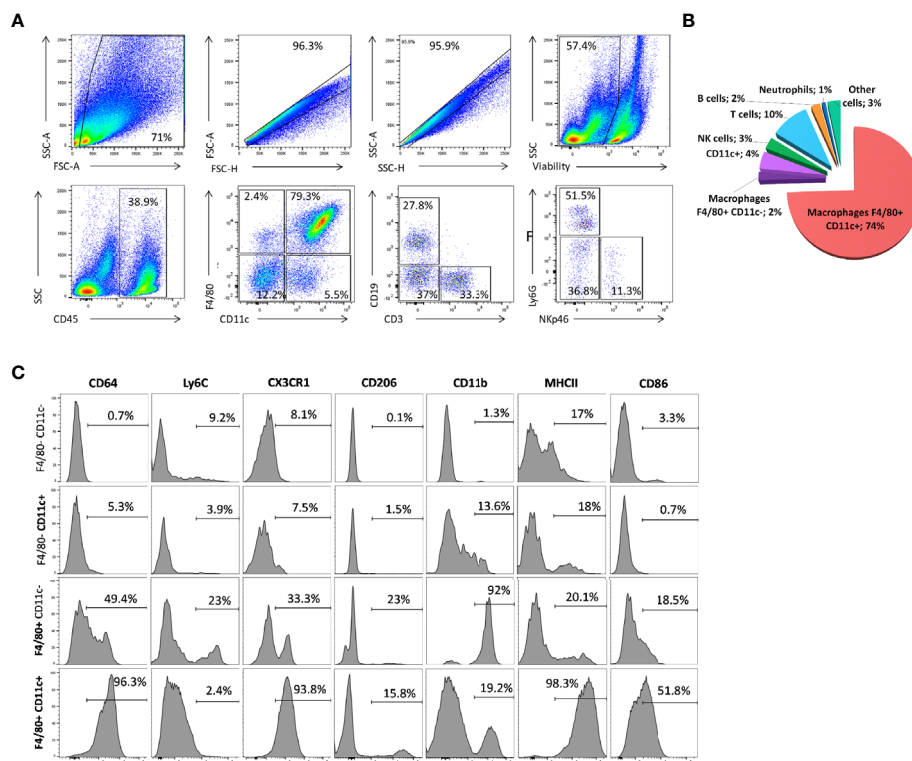 A
SSC-A
71%
FSC-A
FSC-A
96.3%
FSC-H
SSC-A
95.9%
SSC-H
SSC
57.4%
Viability
SSC
38.9%
CD45
F4/80
2.4%
79.3%
12.2%
5.5%
CD11c
CD19
27.8%
37%
33.3%
CD3
F
Ly6G
51.5%
36.8%
11.3%
NKp46
B
Neutrophils; 1%
Other
cells; 3%
B cells; 2%
T cells; 10%
NK cells; 3%
CD11c+; 4%
Macrophages
F4/80+ CD11c-; 2%
Macrophages F4/80+
CD11c+; 74%
C
CD64 Ly6C CX3CR1 CD206 CD11b MHCII CD86
F4/80- CD11c-
0.7% 9.2% 8.1% 0.1% 1.3% 17% 3.3%
F4/80- CD11c+
5.3% 3.9% 7.5% 1.5% 13.6% 18% 0.7%
F4/80+ CD11c-
49.4% 23% 33.3% 23% 92% 20.1% 18.5%
F4/80+ CD11c+
96.3% 2.4% 93.8% 15.8% 19.2% 98.3% 51.8%